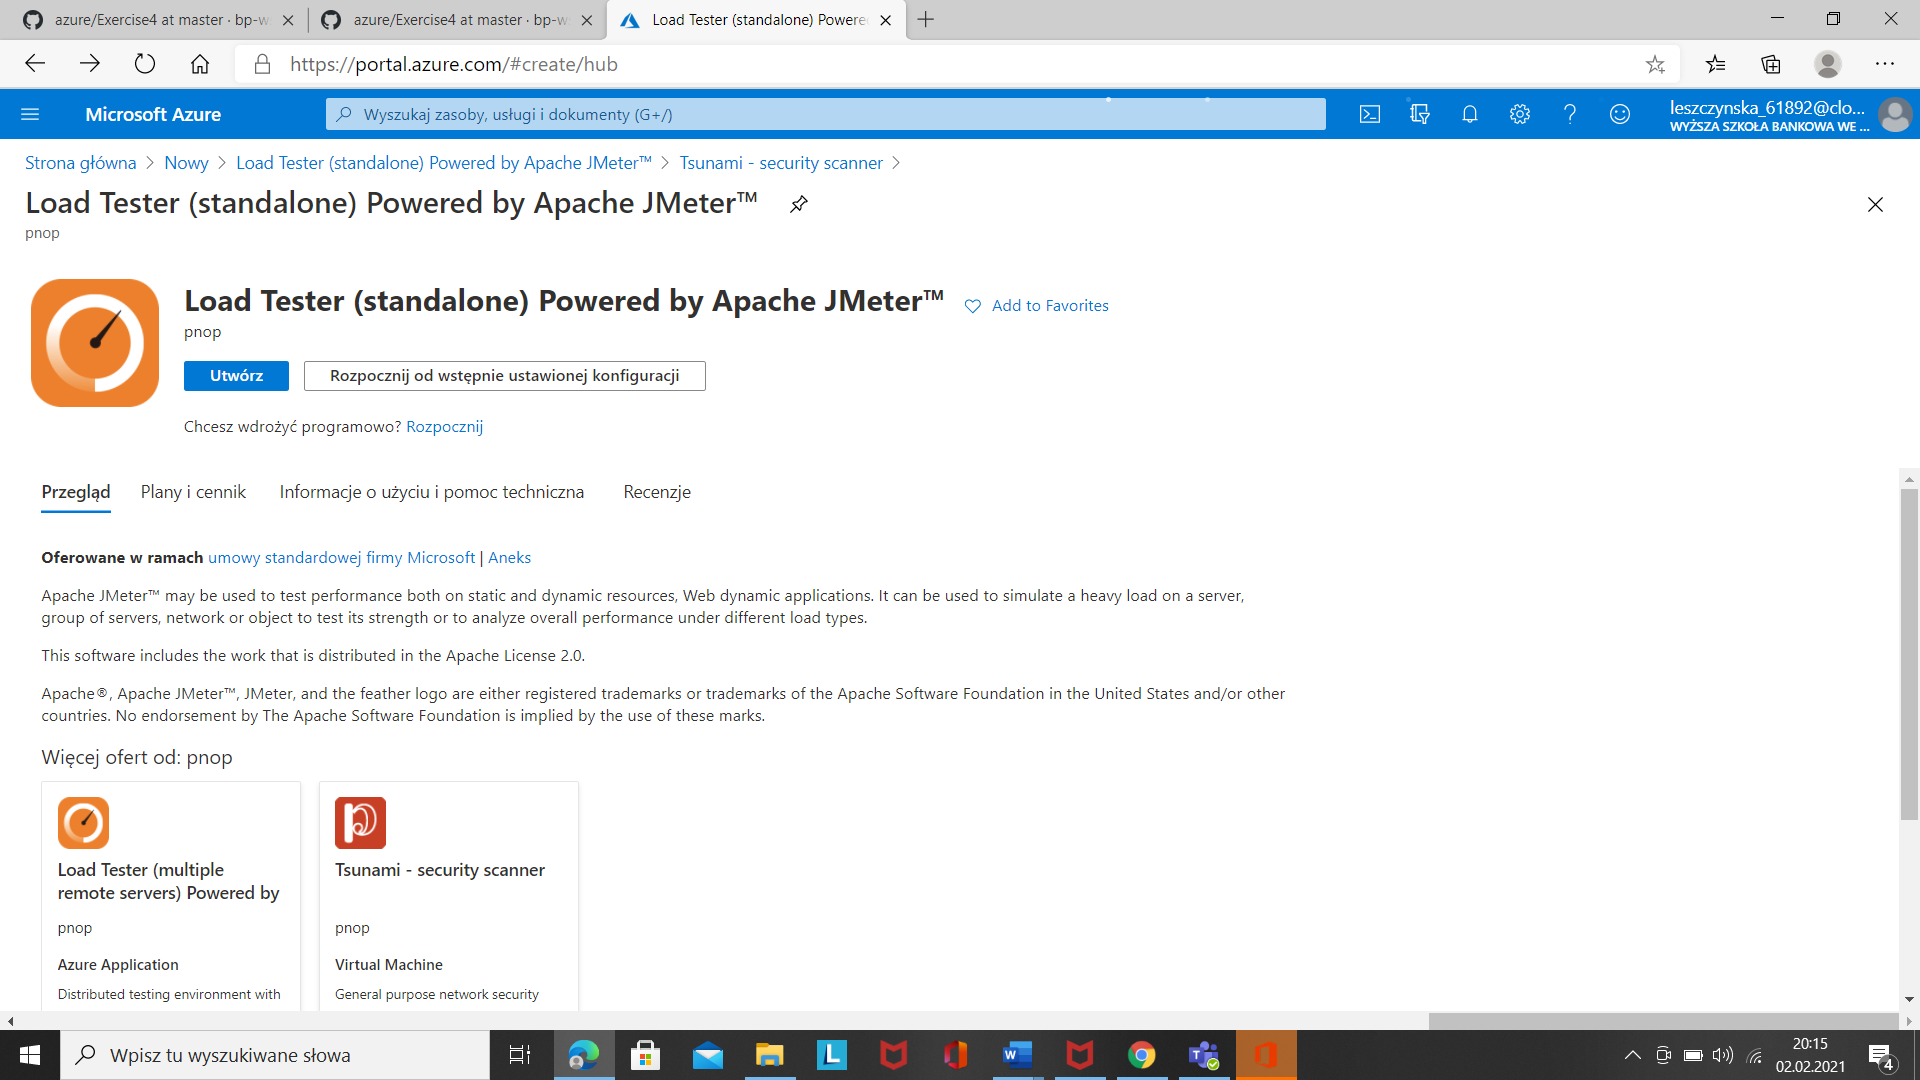 azure/Exercise4 at master · bp-w
azure/Exercise4 at master · bp-w
Load Tester (standalone) Powere
https://portal.azure.com/#create/hub
Microsoft Azure
Wyszukaj zasoby, usługi i dokumenty (G+/)
leszczynska_61892@clo...
WYŻSZA SZKOŁA BANKOWA WE ...
Strona główna > Nowy > Load Tester (standalone) Powered by Apache JMeter™ > Tsunami - security scanner >
Load Tester (standalone) Powered by Apache JMeter™
pnop
Load Tester (standalone) Powered by Apache JMeter™
Add to Favorites
pnop
Utwórz
Rozpocznij od wstępnie ustawionej konfiguracji
Chcesz wdrożyć programowo? Rozpocznij
Przegląd
Plany i cennik
Informacje o użyciu i pomoc techniczna
Recenzje
Oferowane w ramach umowy standardowej firmy Microsoft | Aneks
Apache JMeter™ may be used to test performance both on static and dynamic resources, Web dynamic applications. It can be used to simulate a heavy load on a server,
group of servers, network or object to test its strength or to analyze overall performance under different load types.
This software includes the work that is distributed in the Apache License 2.0.
Apache®, Apache JMeter™, JMeter, and the feather logo are either registered trademarks or trademarks of the Apache Software Foundation in the United States and/or other
countries. No endorsement by The Apache Software Foundation is implied by the use of these marks.
Więcej ofert od: pnop
Load Tester (multiple
remote servers) Powered by
pnop
Azure Application
Distributed testing environment with
Tsunami - security scanner
pnop
Virtual Machine
General purpose network security
Wpisz tu wyszukiwane słowa
20:15
02.02.2021
4